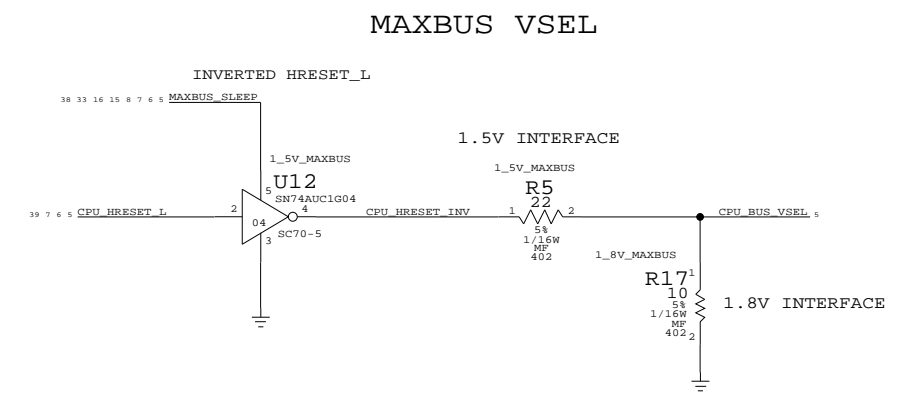 MAXBUS VSEL
INVERTED HRESET_L
38 33 16 15 8 7 6 5 MAXBUS_SLEEP
1.5V INTERFACE
1_5V_MAXBUS
1_5V_MAXBUS
5 U12
SN74AUC1G04
R5
22
39 7 6 5 CPU_HRESET_L
2
04
4
CPU_HRESET_INV
1
2
CPU_BUS_VSEL 5
3
SC70-5
5%
1/16W
MF
402
1_8V_MAXBUS
R17
1
10
5%
1/16W
MF
402
2
1.8V INTERFACE